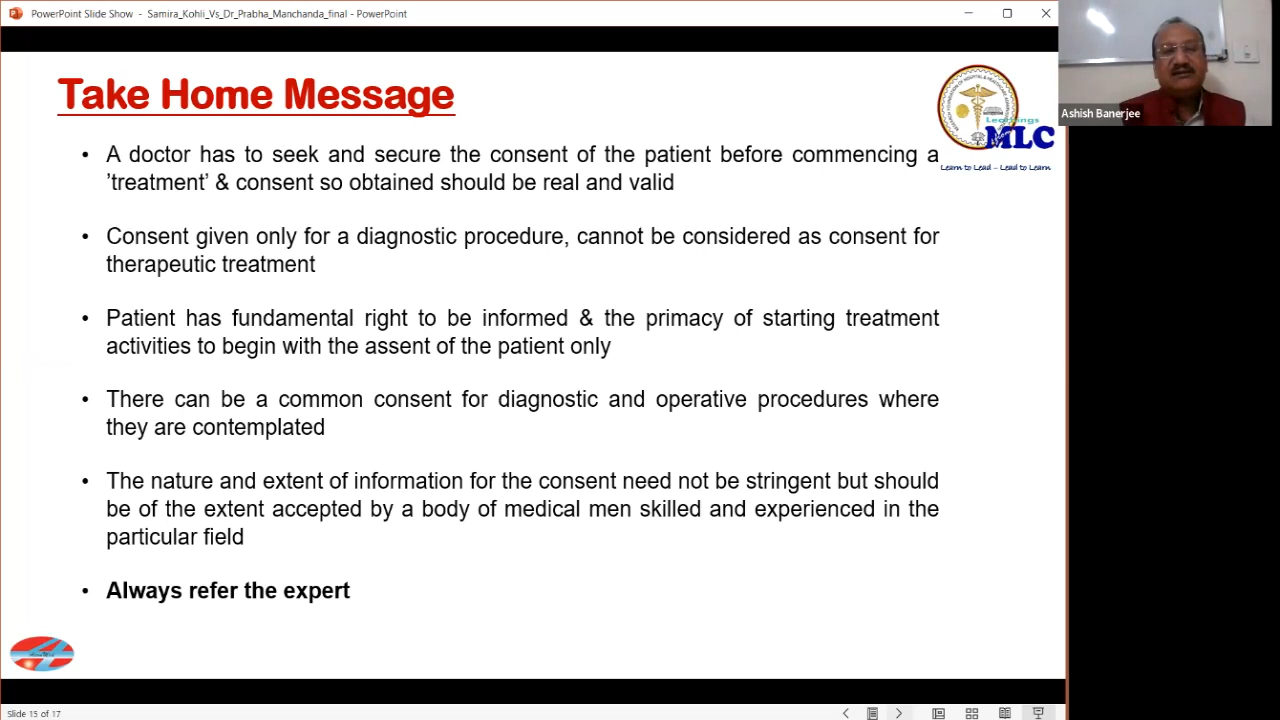 PowerPoint Slide Show - Samira_Kohli_Vs_Dr_Prabha_Manchanda_final - PowerPoint
Take Home Message
Learnings
MLC
Learn to Lead – Lead to Learn
Ashish Banerjee
• A doctor has to seek and secure the consent of the patient before commencing a
’treatment’ & consent so obtained should be real and valid
• Consent given only for a diagnostic procedure, cannot be considered as consent for
therapeutic treatment
• Patient has fundamental right to be informed & the primacy of starting treatment
activities to begin with the assent of the patient only
• There can be a common consent for diagnostic and operative procedures where
they are contemplated
• The nature and extent of information for the consent need not be stringent but should
be of the extent accepted by a body of medical men skilled and experienced in the
particular field
• Always refer the expert
Slide 15 of 17